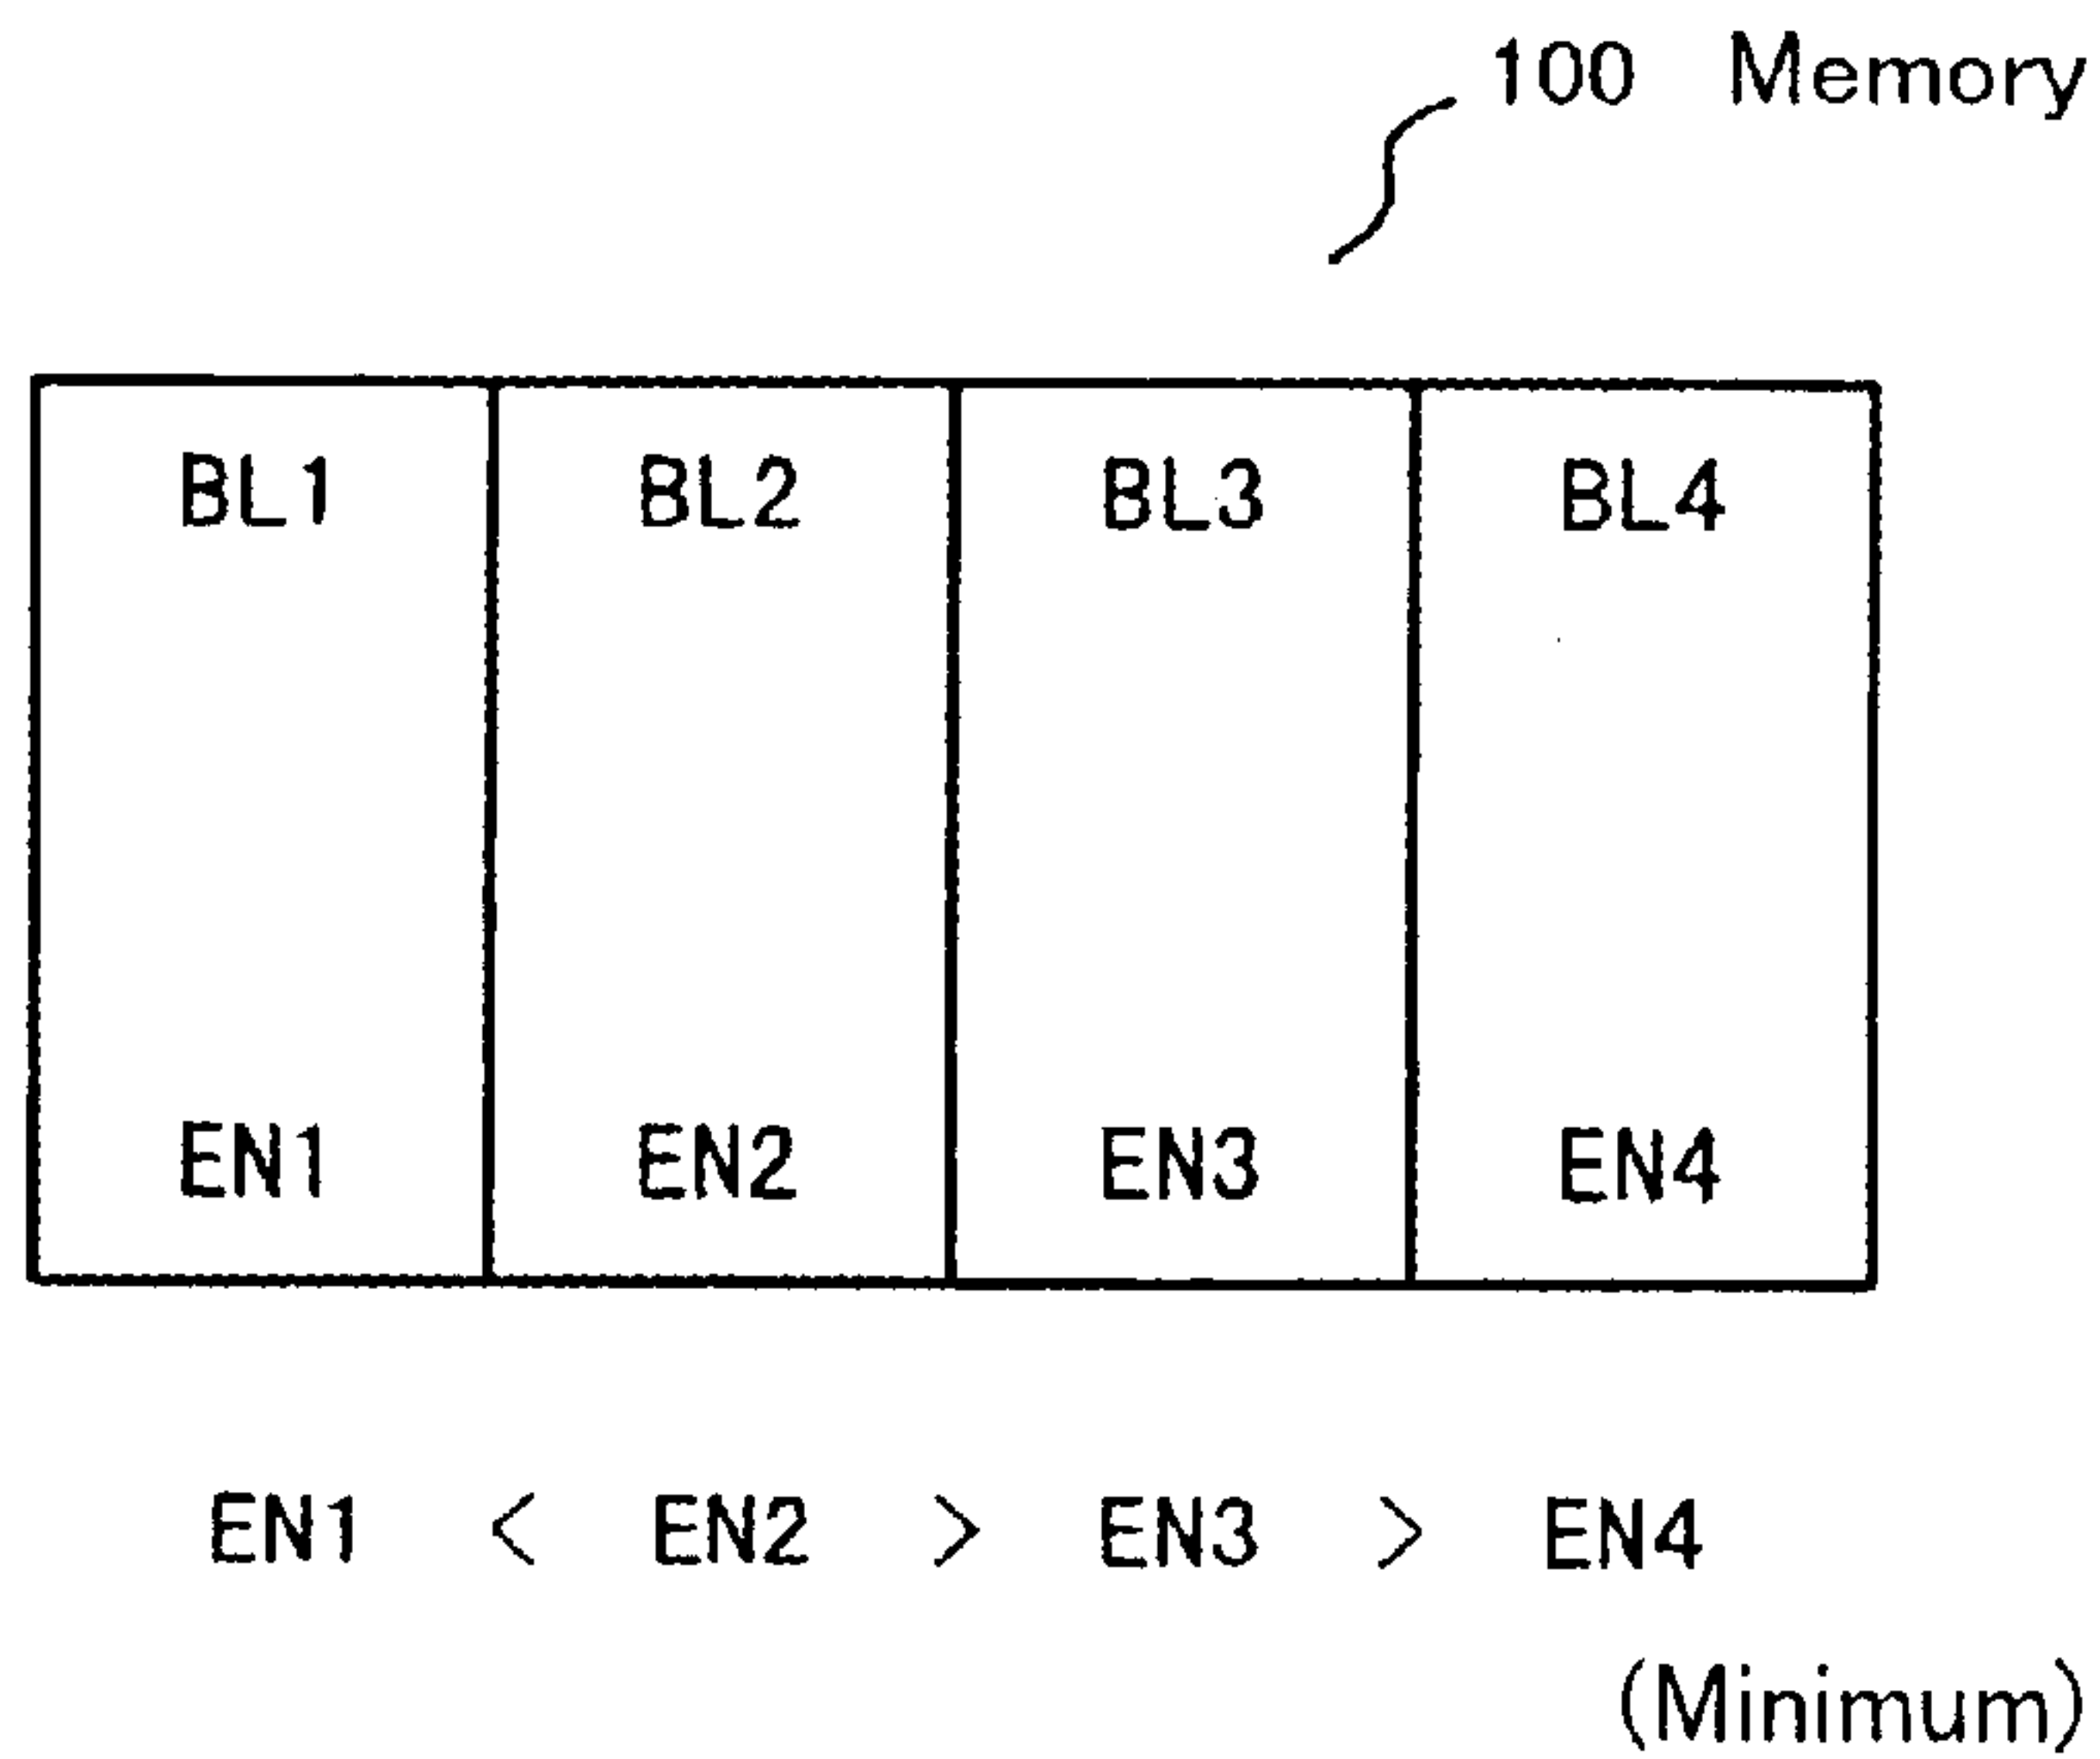 100 Memory
BL1 BL2 BL3 BL4
EN1 EN2 EN3 EN4
EN1 < EN2 > EN3 > EN4
(Minimum)